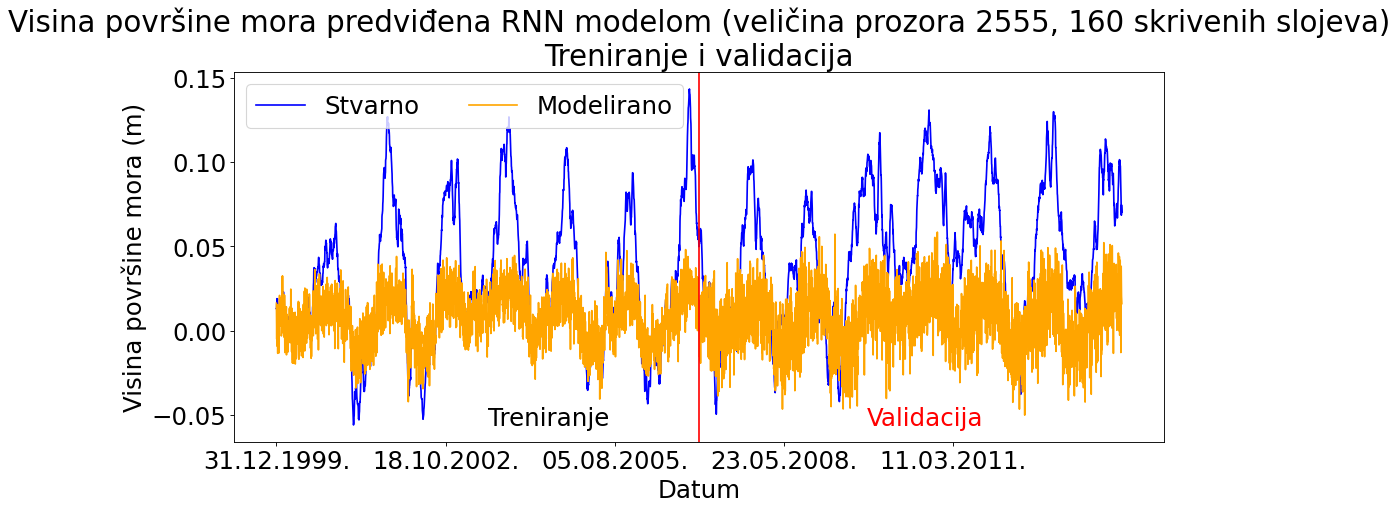 Visina površine mora predviđena RNN modelom (veličina prozora 2555, 160 skrivenih slojeva)
Treniranje i validacija
Stvarno
Modelirano
Visina površine mora (m)
0.15
0.10
0.05
0.00
−0.05
Treniranje
Validacija
31.12.1999.
18.10.2002.
05.08.2005.
23.05.2008.
11.03.2011.
Datum